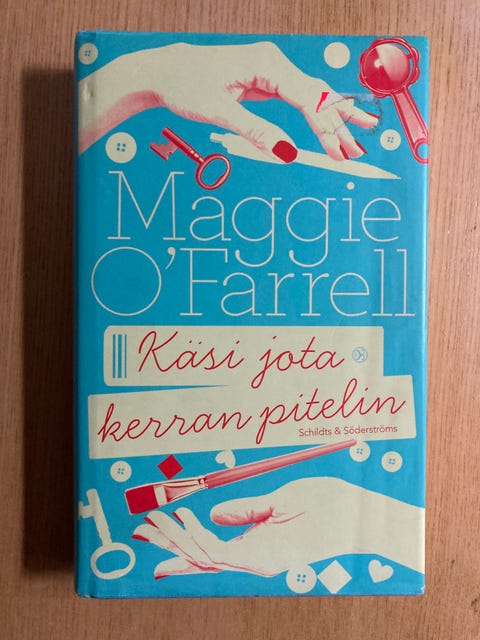 Maggie
O'Farrell
Käsi jota
kerran pitelin
Schildts & Söderströms